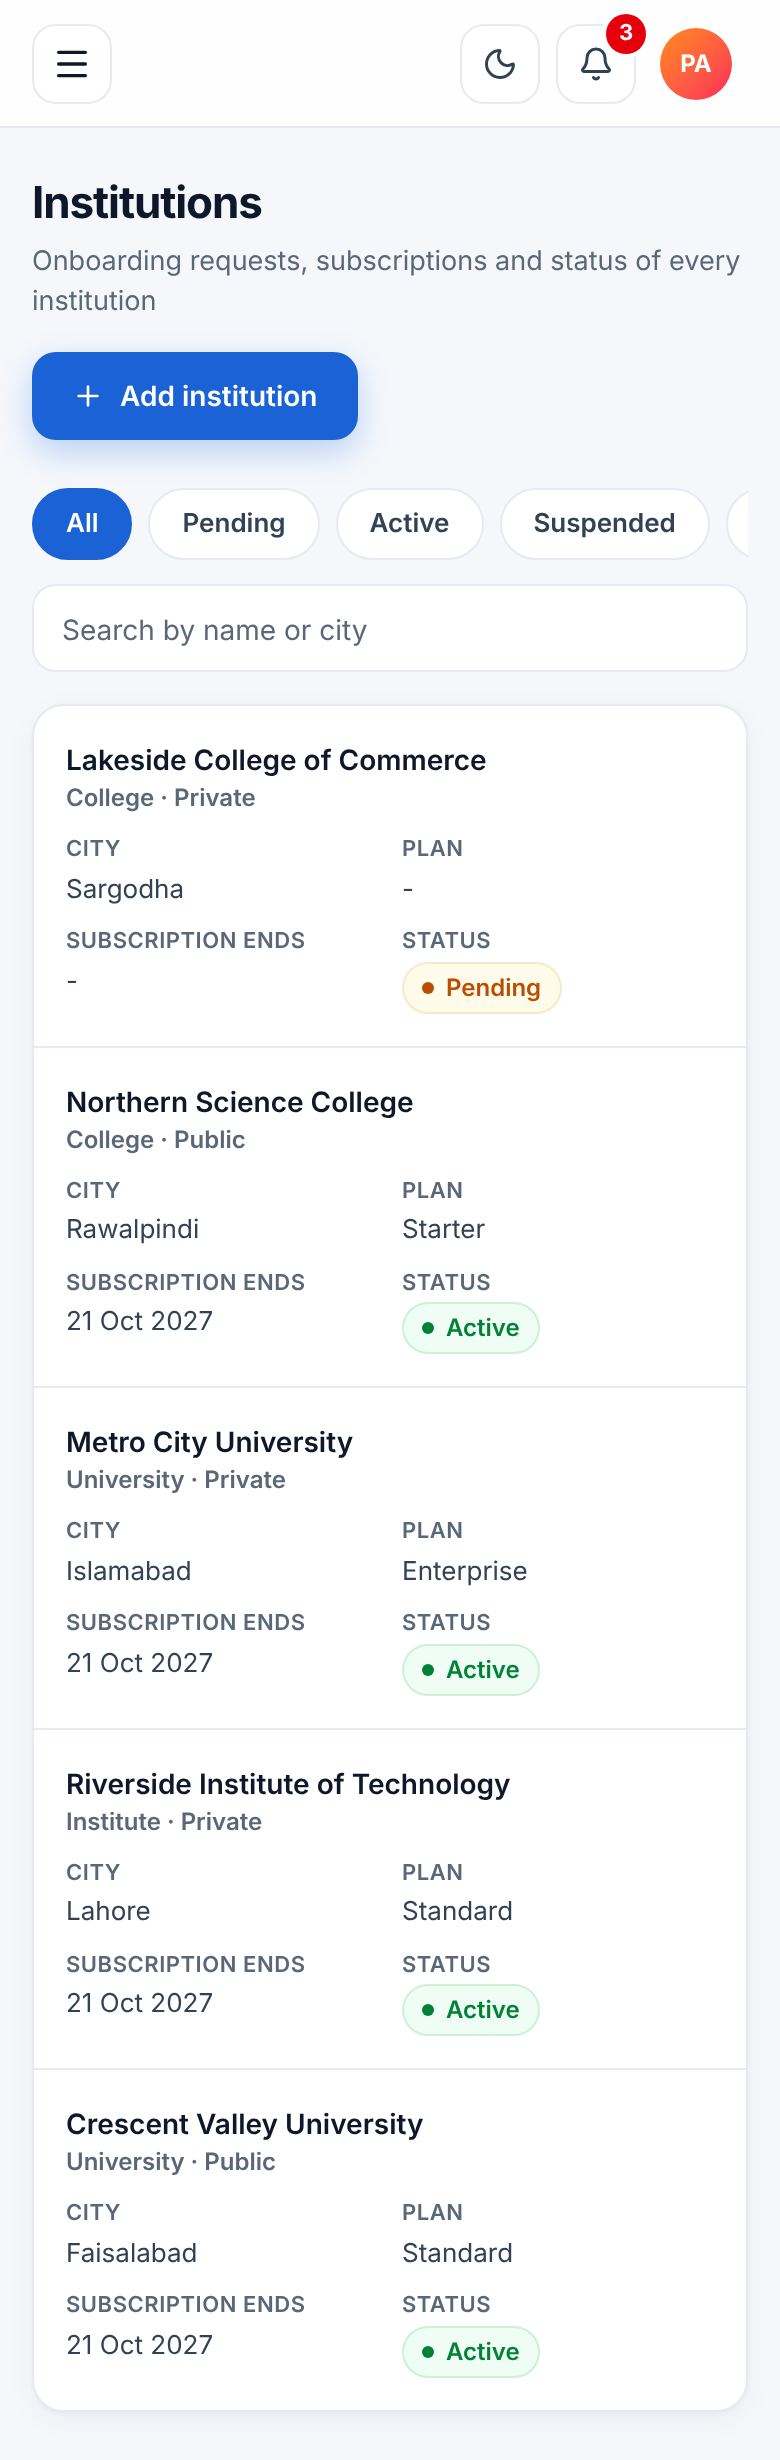 3
PA
Institutions
Onboarding requests, subscriptions and status of every
institution
Add institution
All Pending Active Suspended
Search by name or city
Lakeside College of Commerce
College · Private
CITY PLAN
Sargodha -
SUBSCRIPTION ENDS STATUS
- Pending
Northern Science College
College · Public
CITY PLAN
Rawalpindi Starter
SUBSCRIPTION ENDS STATUS
21 Oct 2027 Active
Metro City University
University · Private
CITY PLAN
Islamabad Enterprise
SUBSCRIPTION ENDS STATUS
21 Oct 2027 Active
Riverside Institute of Technology
Institute · Private
CITY PLAN
Lahore Standard
SUBSCRIPTION ENDS STATUS
21 Oct 2027 Active
Crescent Valley University
University · Public
CITY PLAN
Faisalabad Standard
SUBSCRIPTION ENDS STATUS
21 Oct 2027 Active